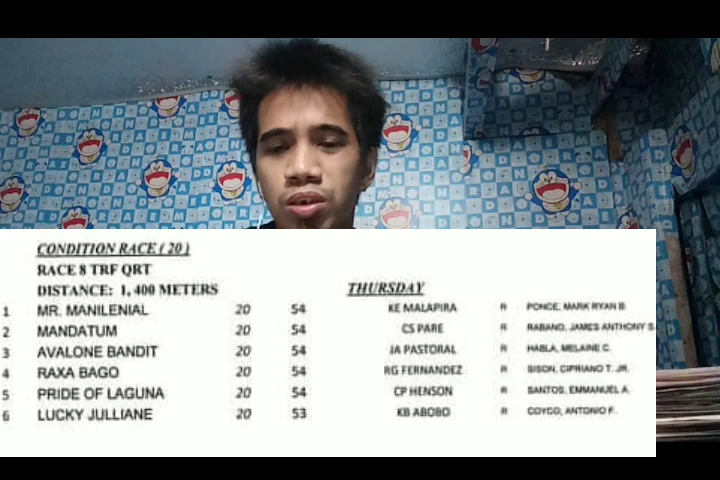 CONDITION RACE ( 20 )
RACE 8 TRF QRT
DISTANCE: 1, 400 METERS THURSDAY
1 MR. MANILENIAL 20 54 KE MALAPIRA R PONCE, MARK RYAN B.
2 MANDATUM 20 54 CS PARE R RABANO, JAMES ANTHONY S.
3 AVALONE BANDIT 20 54 JA PASTORAL R HABLA, MELAINE C.
4 RAXA BAGO 20 54 RG FERNANDEZ R SISON, CIPRIANO T. JR.
5 PRIDE OF LAGUNA 20 54 CP HENSON R SANTOS, EMMANUEL A.
6 LUCKY JULLIANE 20 53 KB ABOBO R COYCO, ANTONIO F.